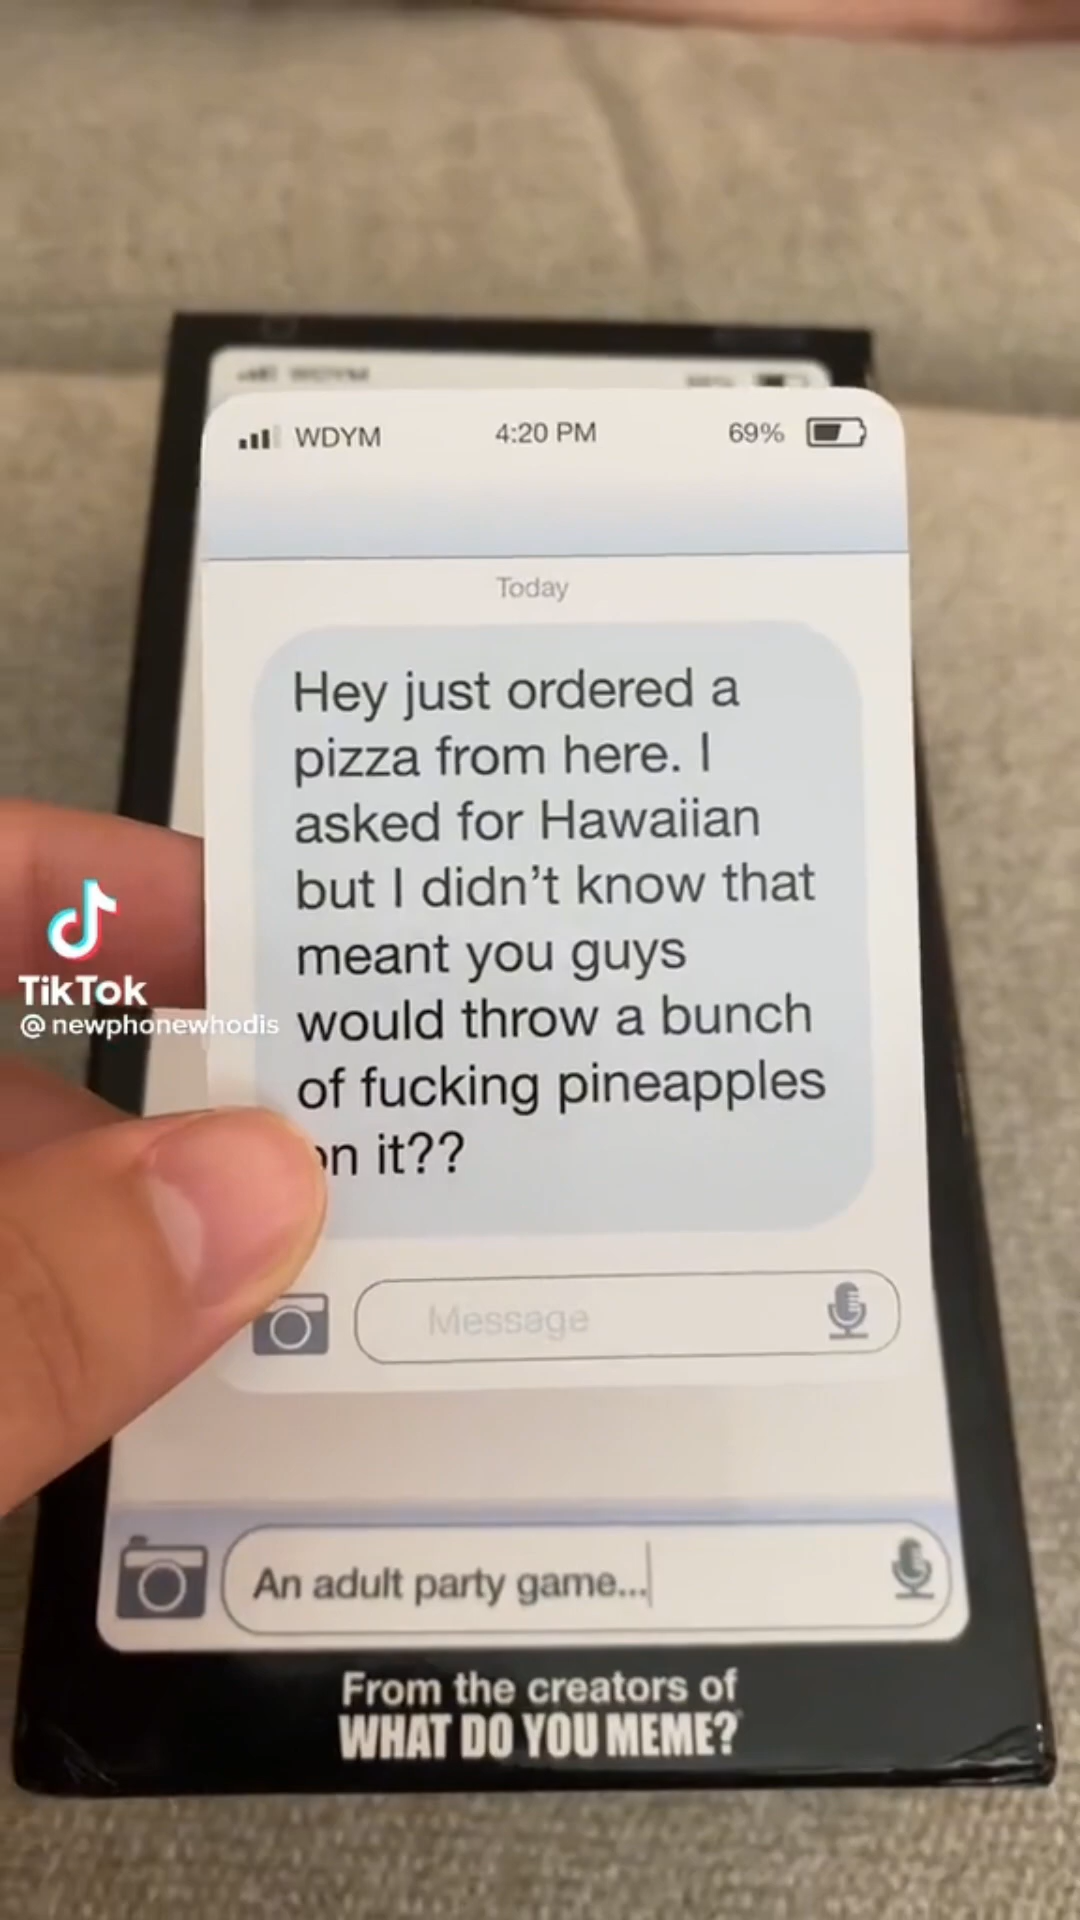 WDYM
WDYM 4:20 PM 69%
Today
Hey just ordered a
pizza from here. I
asked for Hawaiian
but I didn't know that
meant you guys
would throw a bunch
of fucking pineapples
on it??
TikTok
@newphonewhodis
Message
An adult party game...
From the creators of
WHAT DO YOU MEME?